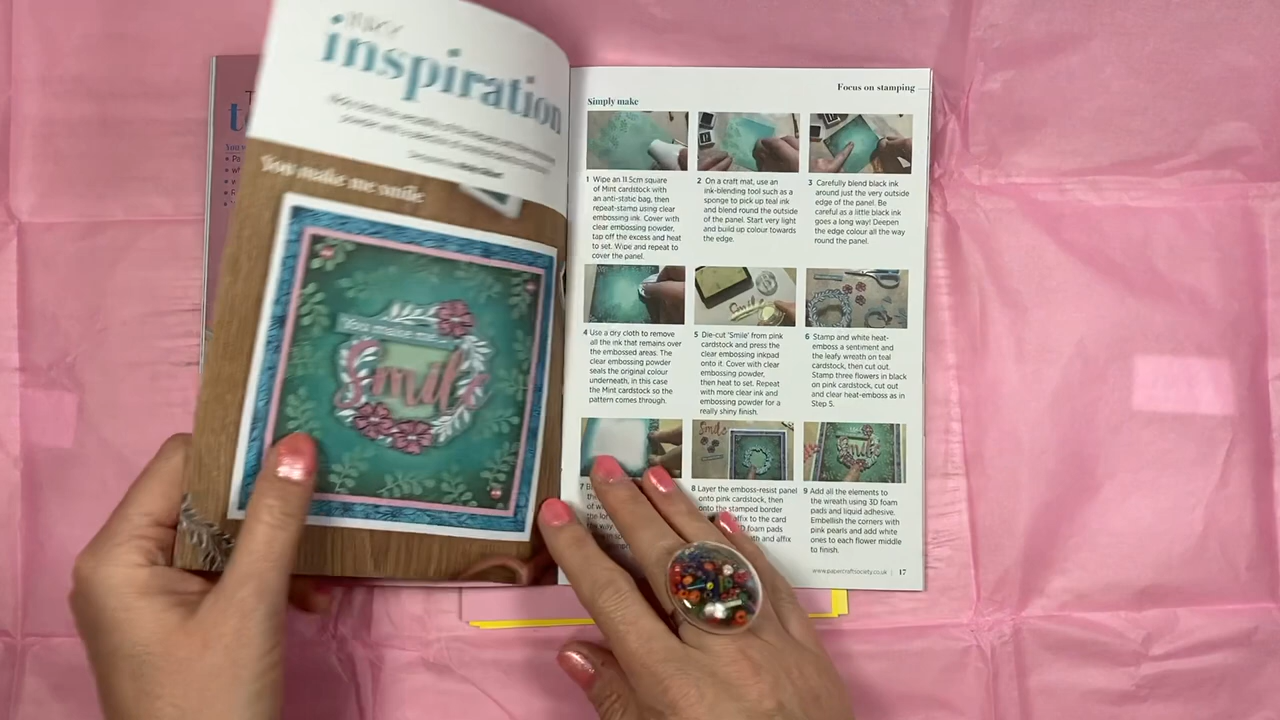 inspiration
You make me smile
You make me
Smile
Focus on stamping
Simply make
1 Wipe an 11.5cm square
of Mint cardstock with
an anti-static bag, then
repeat-stamp using clear
embossing ink. Cover with
clear embossing powder,
tap off the excess and heat
to set. Wipe and repeat to
cover the panel.
2 On a craft mat, use an
ink-blending tool such as a
sponge to pick up teal ink
and blend round the outside
of the panel. Start very light
and build up colour towards
the edge.
3 Carefully blend black ink
around just the very outside
edge of the panel. Be
careful as a little black ink
goes a long way! Deepen
the edge colour all the way
round the panel.
4 Use a dry cloth to remove
all the ink that remains over
the embossed areas. The
clear embossing powder
seals the original colour
underneath, in this case
the Mint cardstock so the
pattern comes through.
5 Die-cut 'Smile' from pink
cardstock and press the
clear embossing inkpad
onto it. Cover with clear
embossing powder,
then heat to set. Repeat
with more clear ink and
embossing powder for a
really shiny finish.
6 Stamp and white heat-
emboss a sentiment and
the leafy wreath on teal
cardstock, then cut out.
Stamp three flowers in black
on pink cardstock, cut out
and clear heat-emboss as in
Step 5.
7
8 Layer the emboss-resist panel
onto pink cardstock, then
onto the stamped border
affix to the card
foam pads
and affix
9 Add all the elements to
the wreath using 3D foam
pads and liquid adhesive.
Embellish the corners with
pink pearls and add white
ones to each flower middle
to finish.
www.papercraftsociety.co.uk | 17